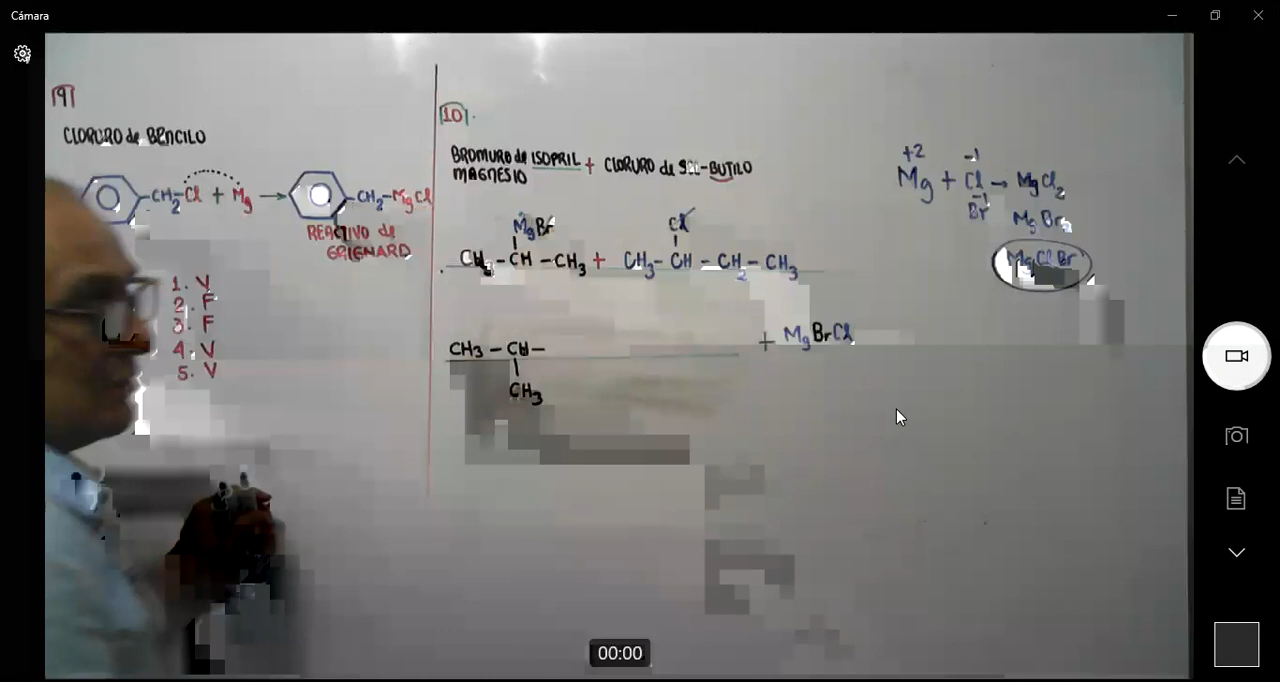 Cámara
9
CLORURO de BENCILO
CH2-Cl + Mg → CH2-MgCl
REACTIVO de
GRIGNARD
1. V
2. F
3. F
4. V
5. V
10.
BROMURO de ISOPRIL + CLORURO de SEC-BUTILO
MAGNESIO
MgBr Cl
CH3 - CH - CH3 + CH3 - CH - CH2 - CH3
CH3 - CH - + MgBrCl
CH3
+2 -1
Mg + Cl → MgCl2
-1
Br MgBr2
MgClBr
00:00